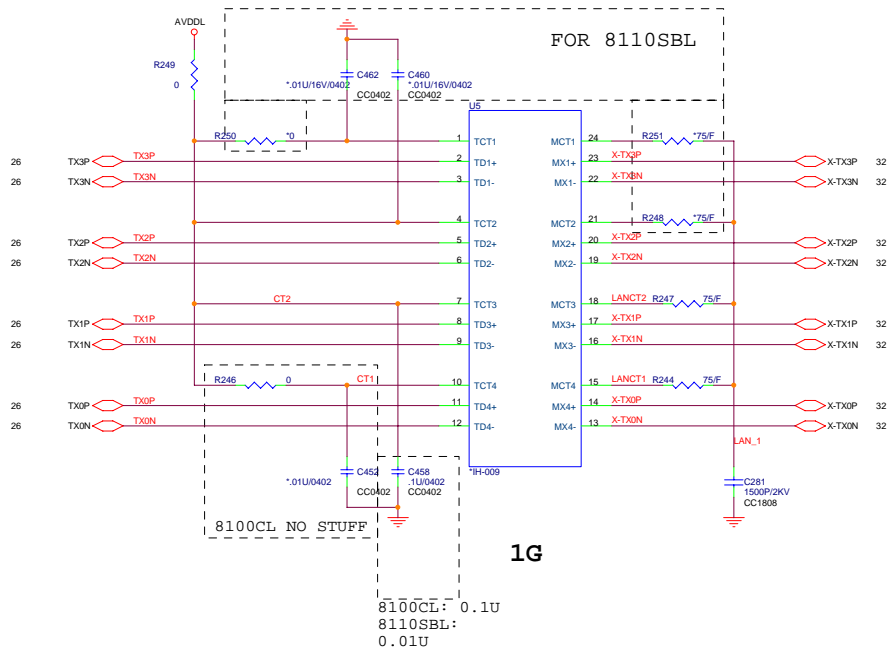 AVDDL
FOR 8110SBL
R249
0
C462
*.01U/16V/0402
CC0402
C460
*.01U/16V/0402
CC0402
U5
R250 *0
1 TCT1 MCT1 24
R251 *75/F
26 TX3P TX3P 2 TD1+ MX1+ 23 X-TX3P X-TX3P 32
26 TX3N TX3N 3 TD1- MX1- 22 X-TX3N X-TX3N 32
4 TCT2 MCT2 21
R248 *75/F
26 TX2P TX2P 5 TD2+ MX2+ 20 X-TX2P X-TX2P 32
26 TX2N TX2N 6 TD2- MX2- 19 X-TX2N X-TX2N 32
CT2 7 TCT3 MCT3 18 LANCT2 R247 75/F
26 TX1P TX1P 8 TD3+ MX3+ 17 X-TX1P X-TX1P 32
26 TX1N TX1N 9 TD3- MX3- 16 X-TX1N X-TX1N 32
R246 0 CT1 10 TCT4 MCT4 15 LANCT1 R244 75/F
26 TX0P TX0P 11 TD4+ MX4+ 14 X-TX0P X-TX0P 32
26 TX0N TX0N 12 TD4- MX4- 13 X-TX0N X-TX0N 32
LAN_1
*IH-009
C452
*.01U/0402
CC0402
C458
.1U/0402
CC0402
C281
1500P/2KV
CC1808
8100CL NO STUFF
1G
8100CL: 0.1U
8110SBL:
0.01U